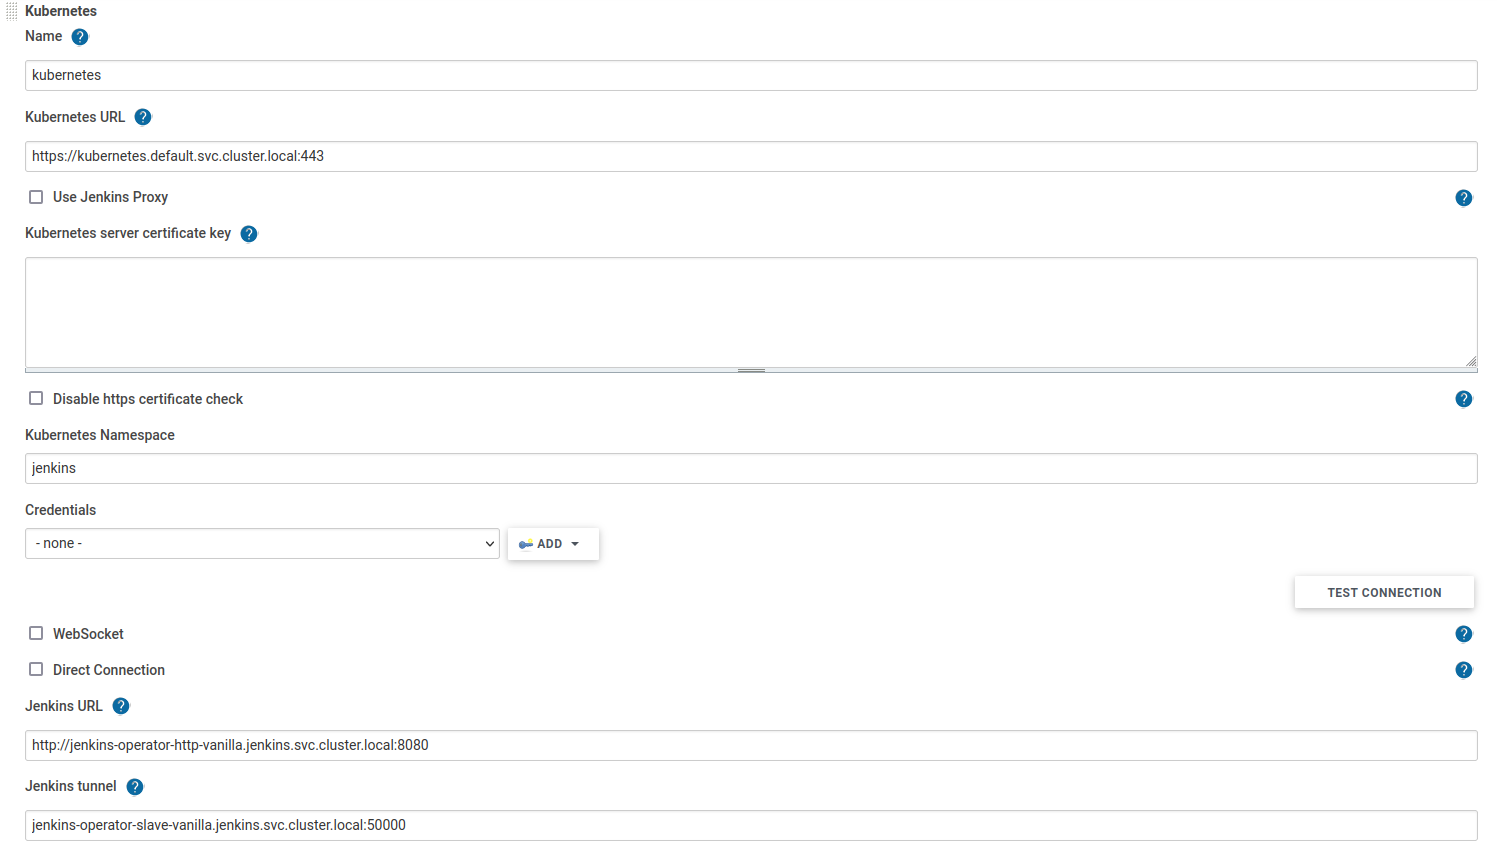 Kubernetes
Name ?
kubernetes
Kubernetes URL ?
https://kubernetes.default.svc.cluster.local:443
Use Jenkins Proxy ?
Kubernetes server certificate key ?
Disable https certificate check ?
Kubernetes Namespace
jenkins
Credentials
- none - ADD
TEST CONNECTION
WebSocket ?
Direct Connection ?
Jenkins URL ?
http://jenkins-operator-http-vanilla.jenkins.svc.cluster.local:8080
Jenkins tunnel ?
jenkins-operator-slave-vanilla.jenkins.svc.cluster.local:50000